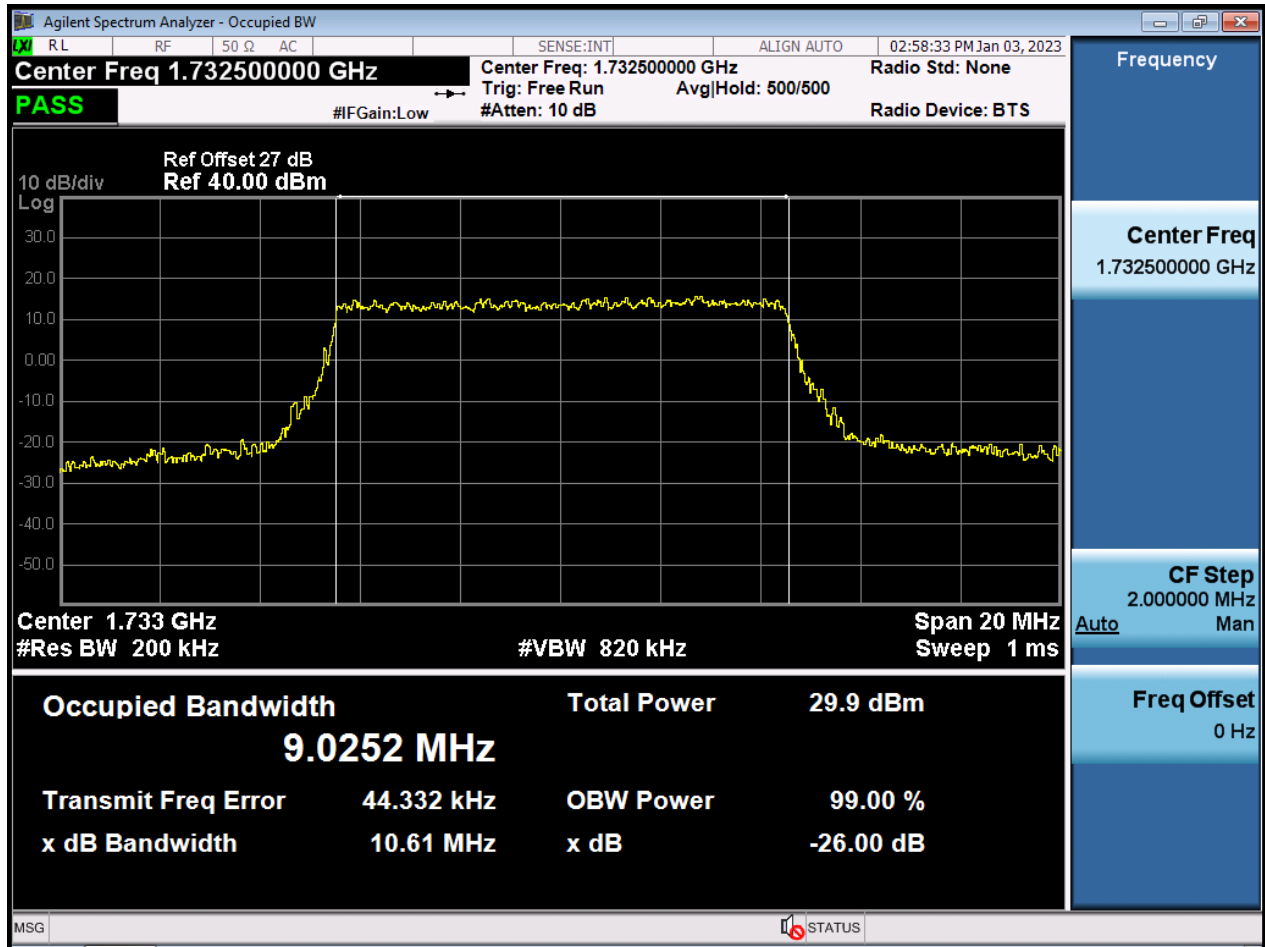 Agilent Spectrum Analyzer - Occupied BW
LXI RL RF 50 Ω AC SENSE:INT ALIGN AUTO 02:58:33 PM Jan 03, 2023
Center Freq 1.732500000 GHz
PASS
#IFGain:Low
Center Freq: 1.732500000 GHz
Trig: Free Run Avg|Hold: 500/500
#Atten: 10 dB
Radio Std: None
Radio Device: BTS
Ref Offset 27 dB
10 dB/div Ref 40.00 dBm
Log
30.0
20.0
10.0
0.00
-10.0
-20.0
-30.0
-40.0
-50.0
Center 1.733 GHz Span 20 MHz
#Res BW 200 kHz #VBW 820 kHz Sweep 1 ms
Occupied Bandwidth Total Power 29.9 dBm
9.0252 MHz
Transmit Freq Error 44.332 kHz OBW Power 99.00 %
x dB Bandwidth 10.61 MHz x dB -26.00 dB
MSG STATUS
Frequency
Center Freq
1.732500000 GHz
CF Step
2.000000 MHz
Auto Man
Freq Offset
0 Hz